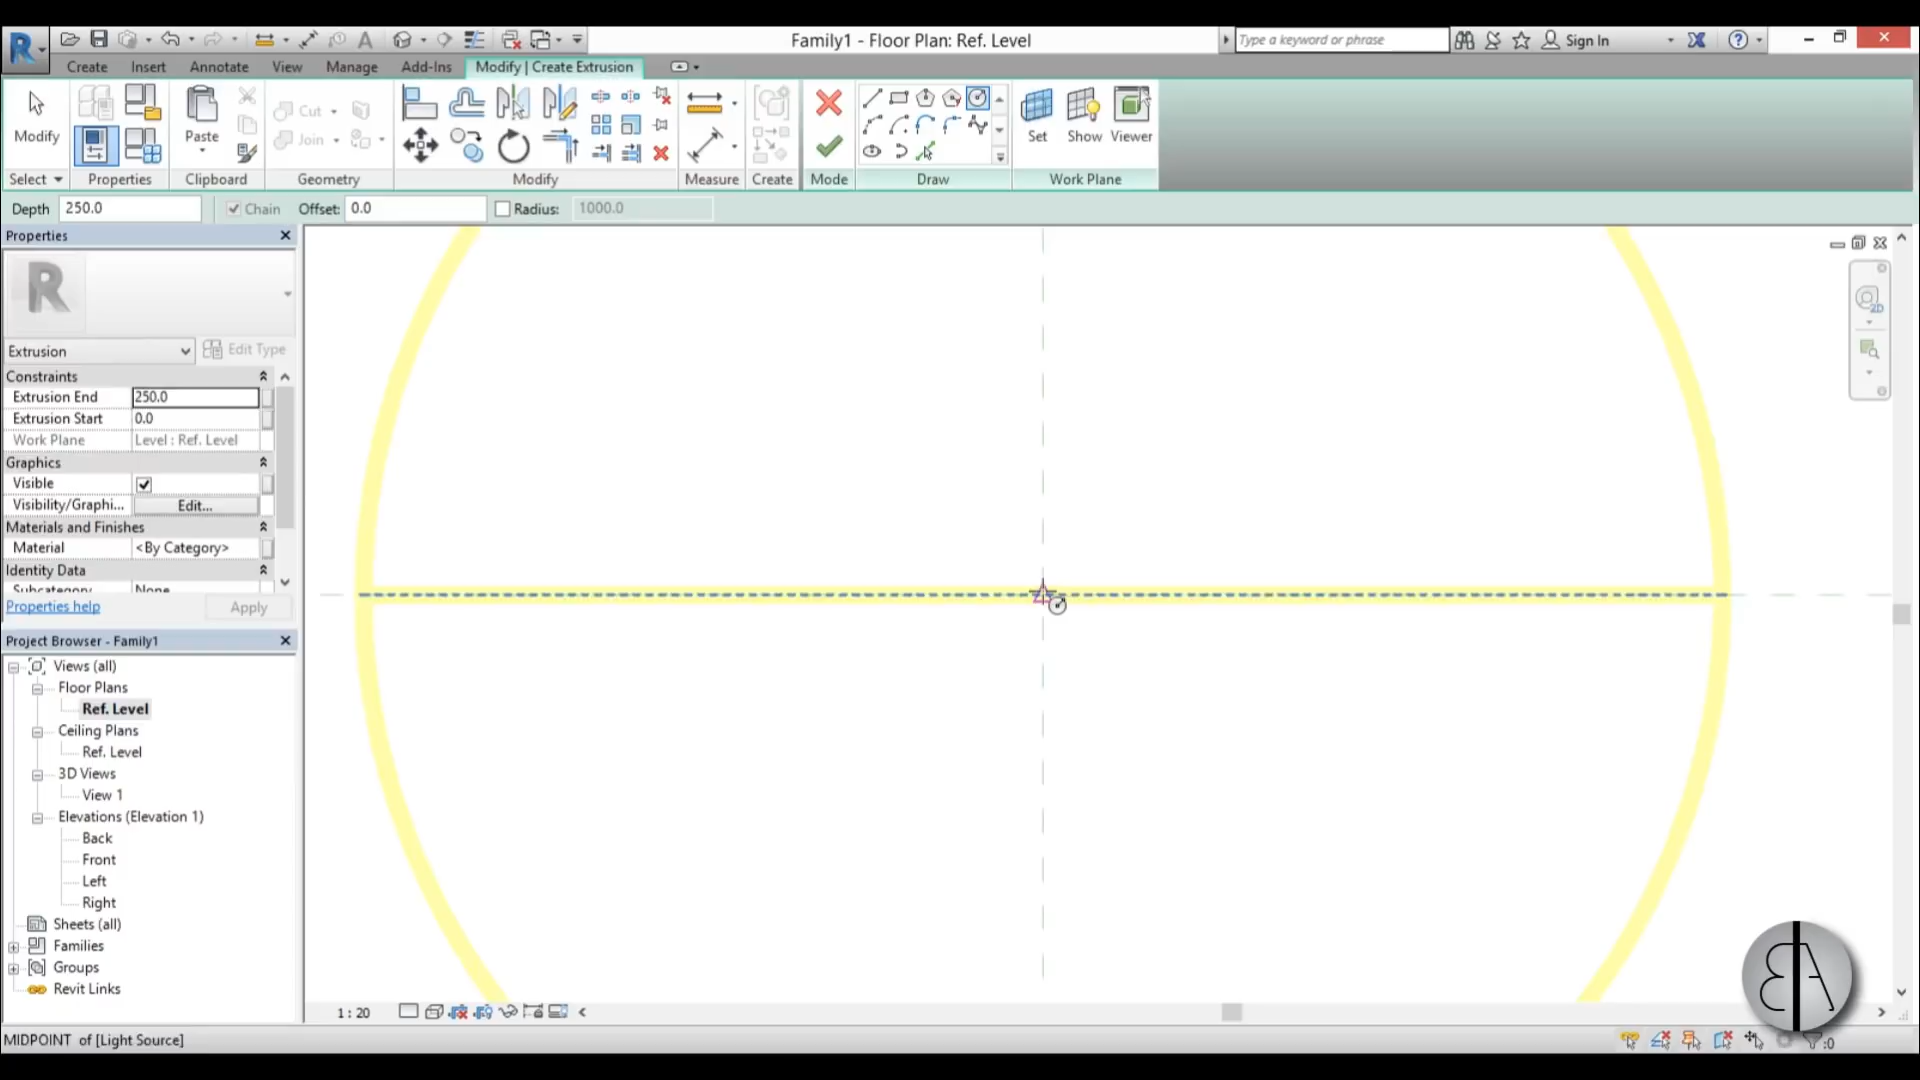 Family1 - Floor Plan: Ref. Level
Type a keyword or phrase
Sign In
Create
Insert
Annotate
View
Manage
Add-Ins
Modify | Create Extrusion
Modify
Paste
Cut
Join
Set
Show
Viewer
Select
Properties
Clipboard
Geometry
Modify
Measure
Create
Mode
Draw
Work Plane
Depth
250.0
Chain
Offset:
0.0
Radius:
1000.0
Properties
Extrusion
Edit Type
Constraints
Extrusion End
250.0
Extrusion Start
0.0
Work Plane
Level : Ref. Level
Graphics
Visible
Visibility/Graphi...
Edit...
Materials and Finishes
Material
<By Category>
Identity Data
Subcategory
None
Properties help
Apply
Project Browser - Family1
Views (all)
Floor Plans
Ref. Level
Ceiling Plans
Ref. Level
3D Views
View 1
Elevations (Elevation 1)
Back
Front
Left
Right
Sheets (all)
Families
Groups
Revit Links
2D
1 : 20
MIDPOINT of [Light Source]
:0